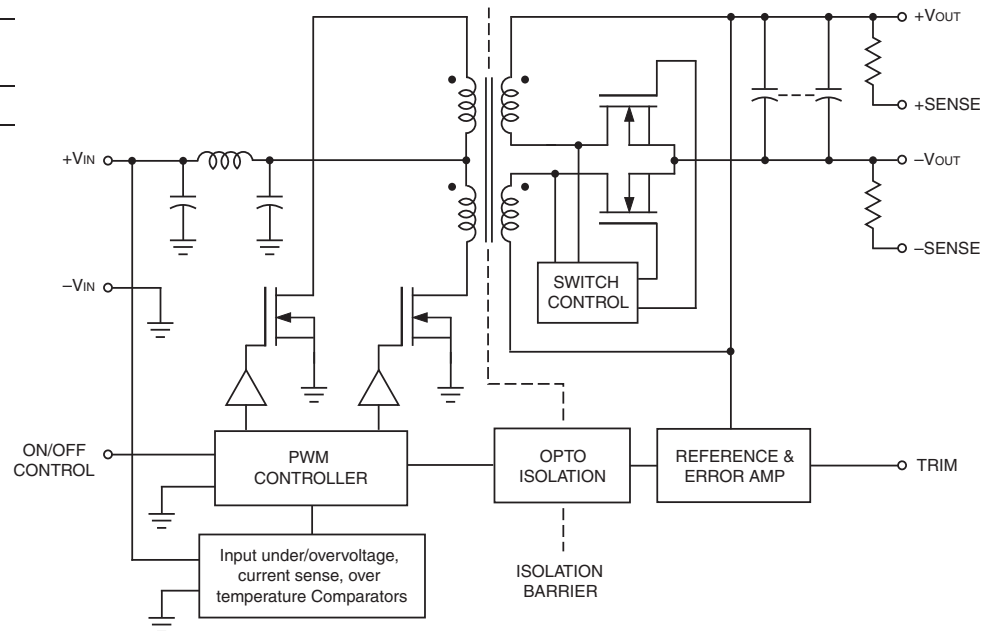 +VOUT
+SENSE
+VIN
–VOUT
–SENSE
–VIN
SWITCH
CONTROL
ON/OFF
CONTROL
PWM
CONTROLLER
OPTO
ISOLATION
REFERENCE &
ERROR AMP
TRIM
Input under/overvoltage,
current sense, over
temperature Comparators
ISOLATION
BARRIER